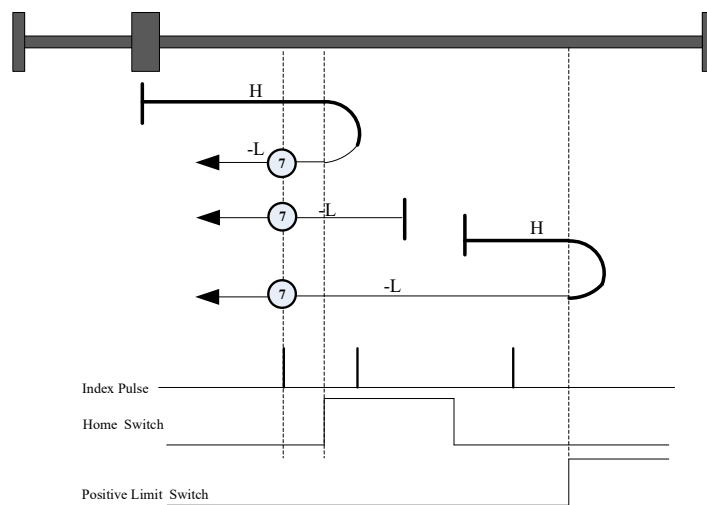 H
-L
7
7
-L
H
7
-L
Index Pulse
Home Switch
Positive Limit Switch